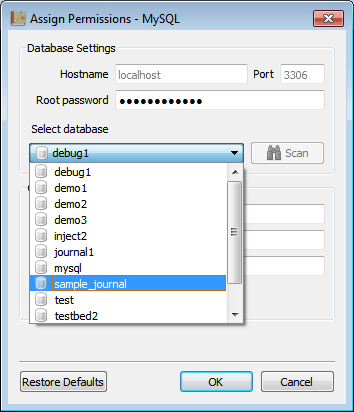 Assign Permissions - MySQL
Database Settings
Hostname localhost Port 3306
Root password ●●●●●●●●●●●●
Select database
debug1 Scan
debug1
demo1
demo2
demo3
inject2
journal1
mysql
sample_journal
test
testbed2
Restore Defaults OK Cancel